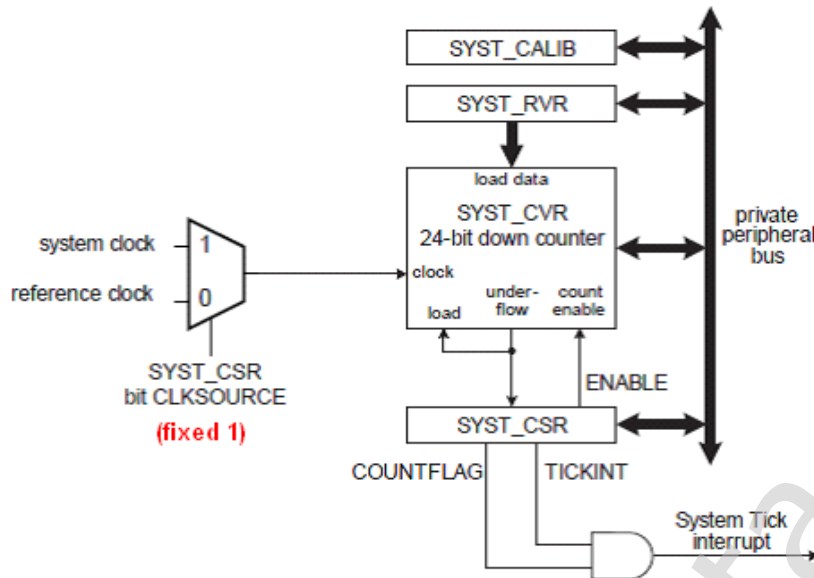 SYST_CALIB
SYST_RVR
load data
SYST_CVR
24-bit down counter
private
peripheral
bus
system clock
1
clock
reference clock
0
under-
flow
count
enable
load
SYST_CSR
bit CLKSOURCE
(fixed 1)
ENABLE
SYST_CSR
COUNTFLAG
TICKINT
System Tick
interrupt